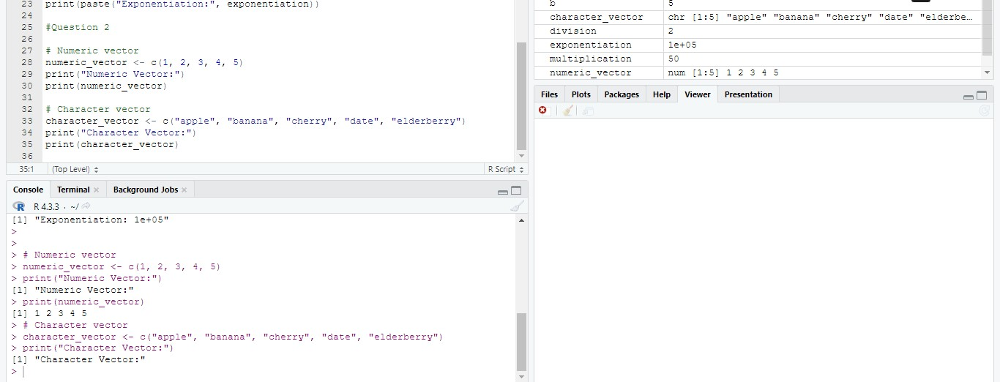 23 print(paste("Exponentiation:", exponentiation))
24
25 #Question 2
26
27 # Numeric vector
28 numeric_vector <- c(1, 2, 3, 4, 5)
29 print("Numeric Vector:")
30 print(numeric_vector)
31
32 # Character vector
33 character_vector <- c("apple", "banana", "cherry", "date", "elderberry")
34 print("Character Vector:")
35 print(character_vector)
36
35:1 (Top Level) R Script
Console Terminal Background Jobs
R 4.3.3 · ~/
[1] "Exponentiation: 1e+05"
>
>
> # Numeric vector
> numeric_vector <- c(1, 2, 3, 4, 5)
> print("Numeric Vector:")
[1] "Numeric Vector:"
> print(numeric_vector)
[1] 1 2 3 4 5
> # Character vector
> character_vector <- c("apple", "banana", "cherry", "date", "elderberry")
> print("Character Vector:")
[1] "Character Vector:"
>
b 5
character_vector chr [1:5] "apple" "banana" "cherry" "date" "elderbe…
division 2
exponentiation 1e+05
multiplication 50
numeric_vector num [1:5] 1 2 3 4 5
Files Plots Packages Help Viewer Presentation